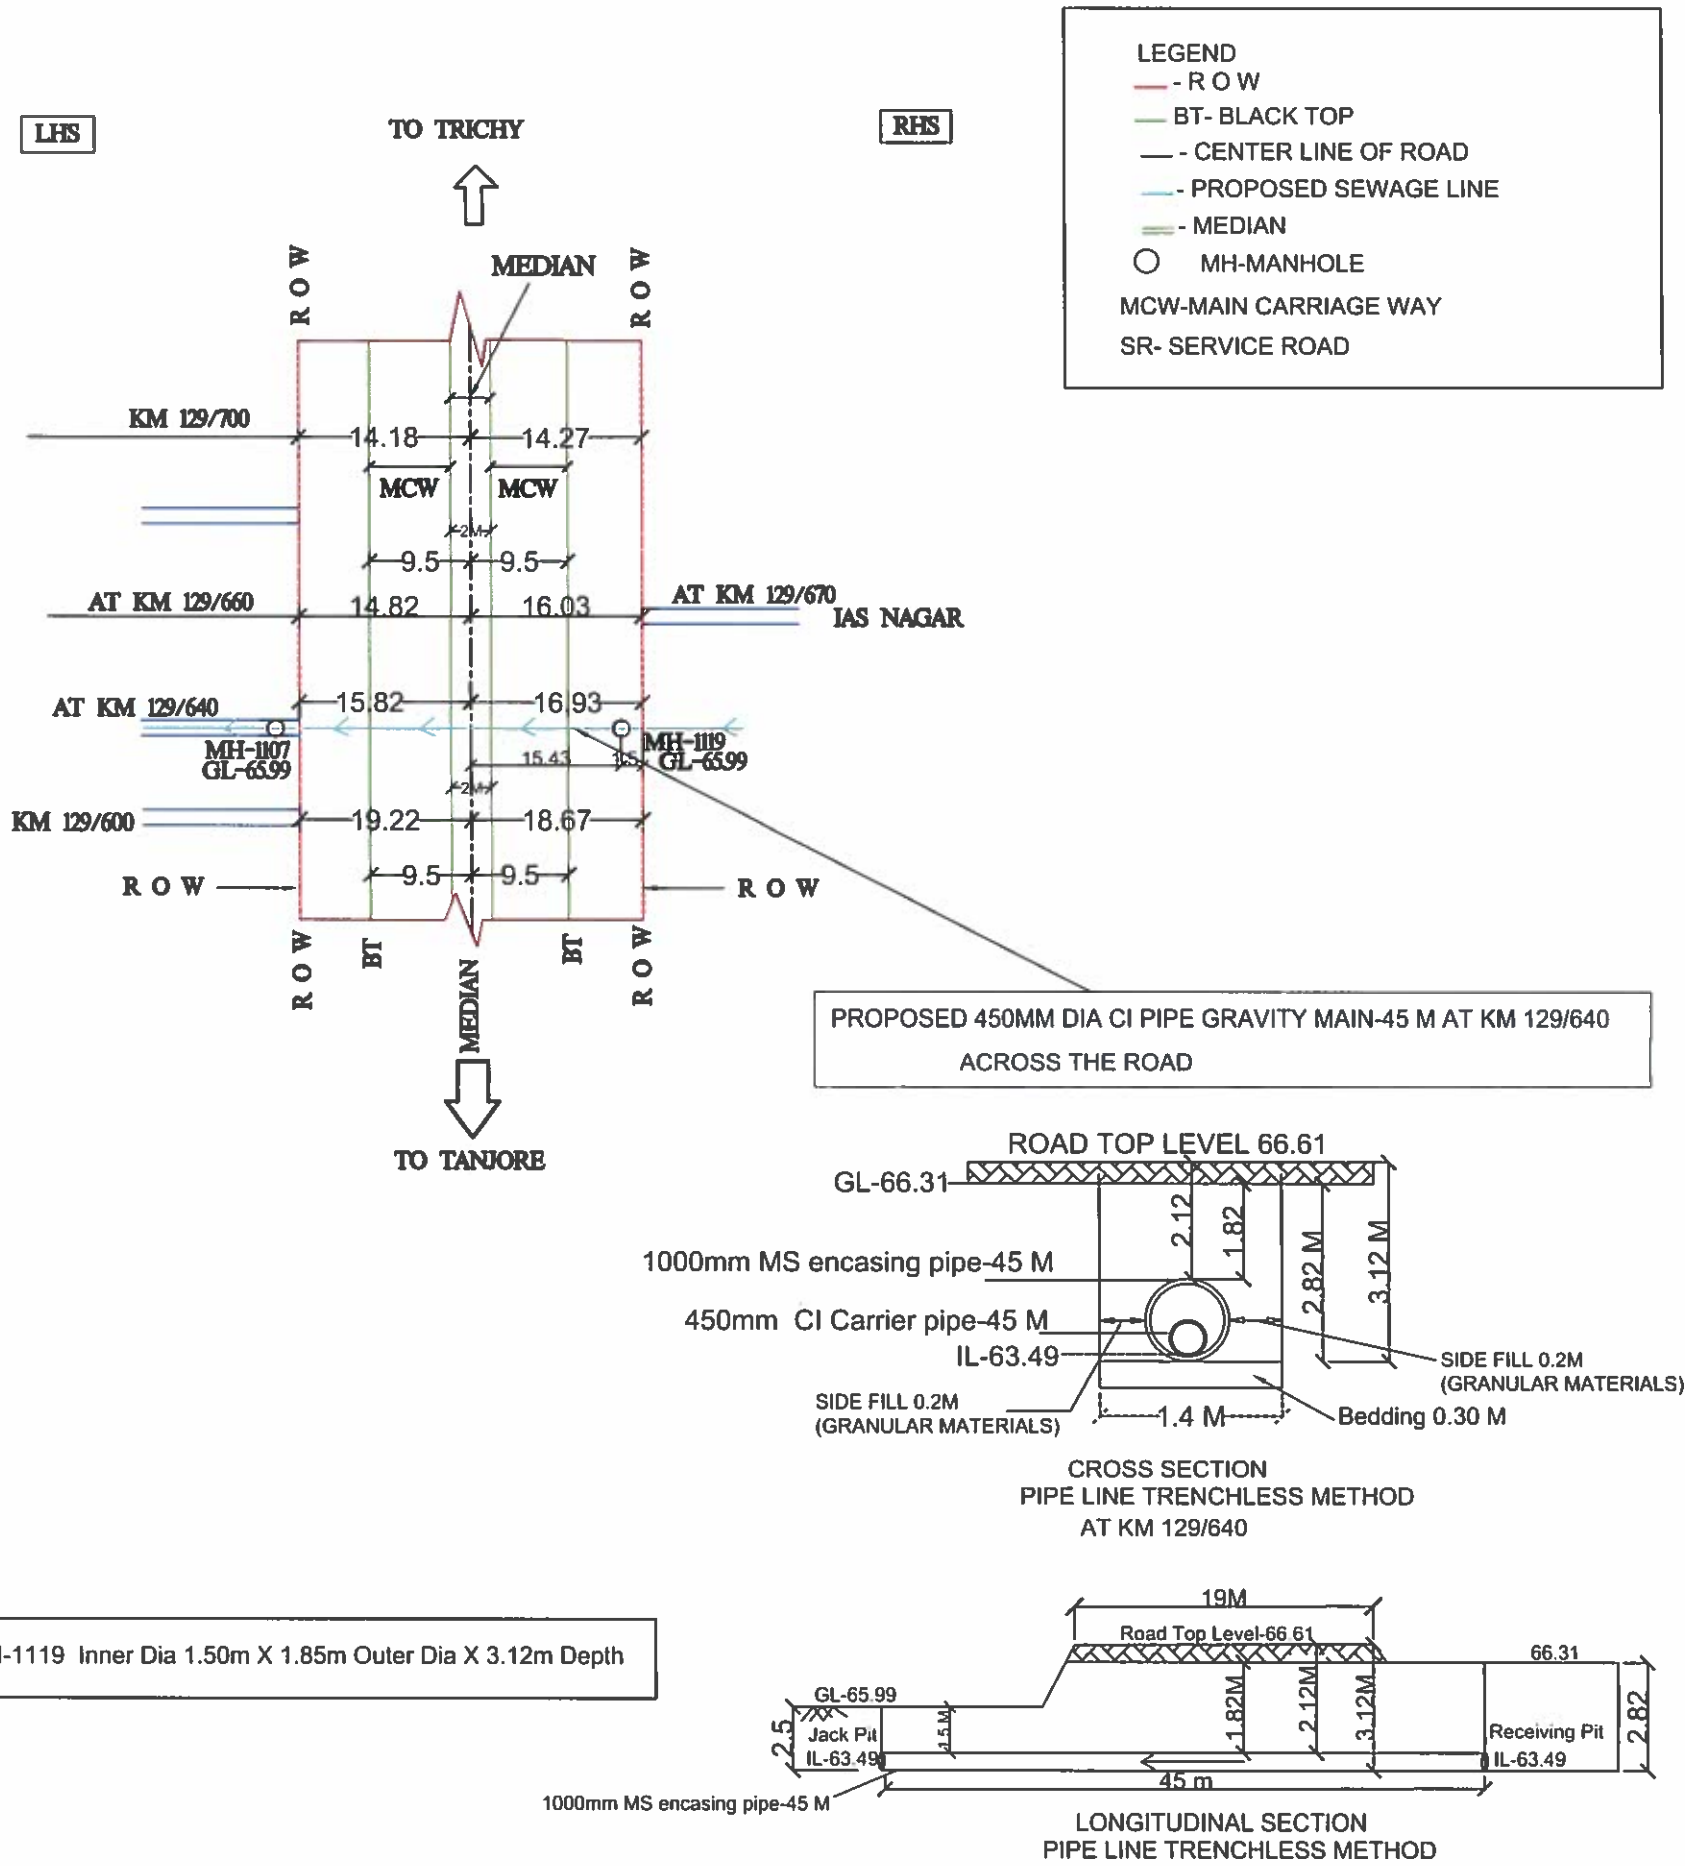 LEGEND
- R O W
BT- BLACK TOP
- CENTER LINE OF ROAD
- PROPOSED SEWAGE LINE
- MEDIAN
MH-MANHOLE
MCW-MAIN CARRIAGE WAY
SR- SERVICE ROAD
LHS
TO TRICHY
RHS
R O W
MEDIAN
R O W
KM 129/700
14.18
14.27
MCW
MCW
2M
9.5
9.5
AT KM 129/660
14.82
16.03
AT KM 129/670
IAS NAGAR
AT KM 129/640
15.82
16.93
MH-1107
GL-65.99
MH-1119
GL-65.99
15.43
1.5
2M
KM 129/600
19.22
18.67
9.5
9.5
R O W
R O W
R O W
BT
MEDIAN
BT
R O W
TO TANJORE
PROPOSED 450MM DIA CI PIPE GRAVITY MAIN-45 M AT KM 129/640
ACROSS THE ROAD
ROAD TOP LEVEL 66.61
GL-66.31
2.12
1.82
2.82 M
3.12 M
1000mm MS encasing pipe-45 M
450mm CI Carrier pipe-45 M
IL-63.49
SIDE FILL 0.2M
(GRANULAR MATERIALS)
SIDE FILL 0.2M
(GRANULAR MATERIALS)
1.4 M
Bedding 0.30 M
CROSS SECTION
PIPE LINE TRENCHLESS METHOD
AT KM 129/640
-1119 Inner Dia 1.50m X 1.85m Outer Dia X 3.12m Depth
19M
Road Top Level-66 61
66.31
GL-65.99
2.5
Jack Pit
IL-63.49
1.5 M
1.82M
2.12M
3.12M
Receiving Pit
IL-63.49
2.82
45 m
1000mm MS encasing pipe-45 M
LONGITUDINAL SECTION
PIPE LINE TRENCHLESS METHOD